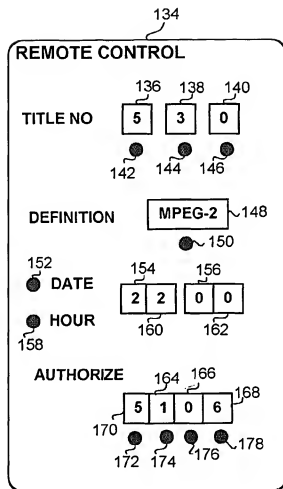 134
REMOTE CONTROL
136 138 140
TITLE NO 5 3 0
142 144 146
DEFINITION MPEG-2 148
150
152 154 156
DATE 2 2 0 0
HOUR
158 160 162
AUTHORIZE 164 166
170 5 1 0 6 168
172 174 176 178